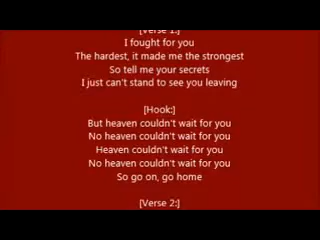 [Verse 1:]
I fought for you
The hardest, it made me the strongest
So tell me your secrets
I just can't stand to see you leaving
[Hook:]
But heaven couldn't wait for you
No heaven couldn't wait for you
Heaven couldn't wait for you
No heaven couldn't wait for you
So go on, go home
[Verse 2:]